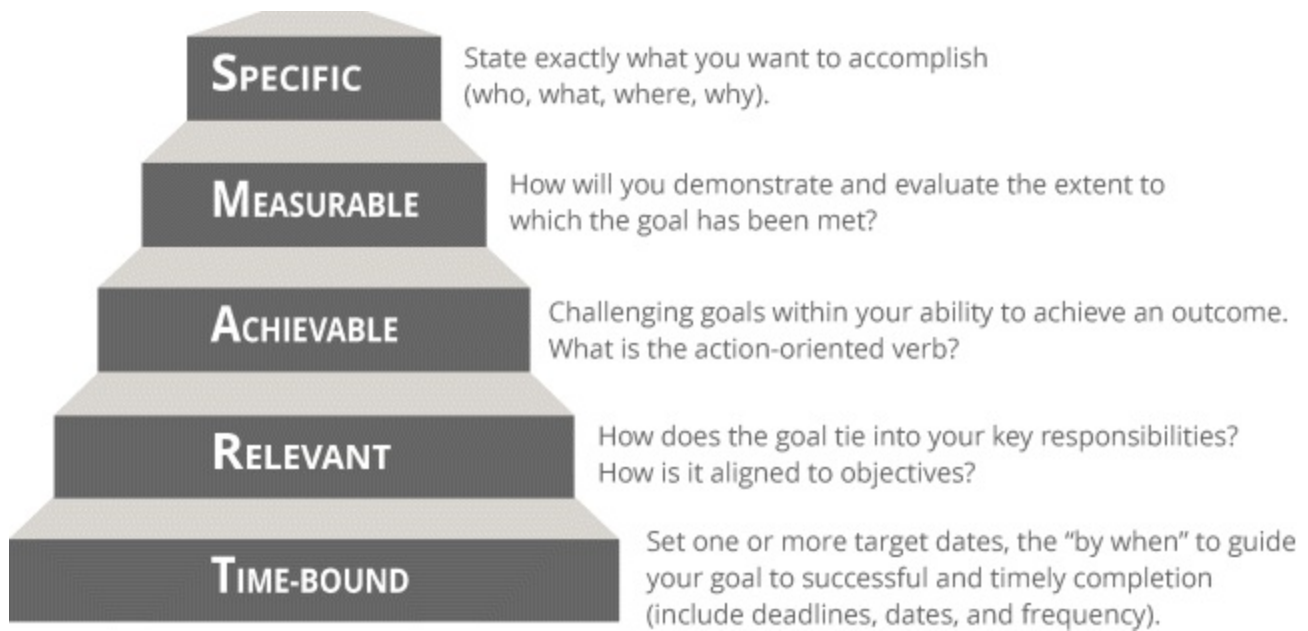 SPECIFIC
State exactly what you want to accomplish
(who, what, where, why).
MEASURABLE
How will you demonstrate and evaluate the extent to
which the goal has been met?
ACHIEVABLE
Challenging goals within your ability to achieve an outcome.
What is the action-oriented verb?
RELEVANT
How does the goal tie into your key responsibilities?
How is it aligned to objectives?
TIME-BOUND
Set one or more target dates, the “by when” to guide
your goal to successful and timely completion
(include deadlines, dates, and frequency).